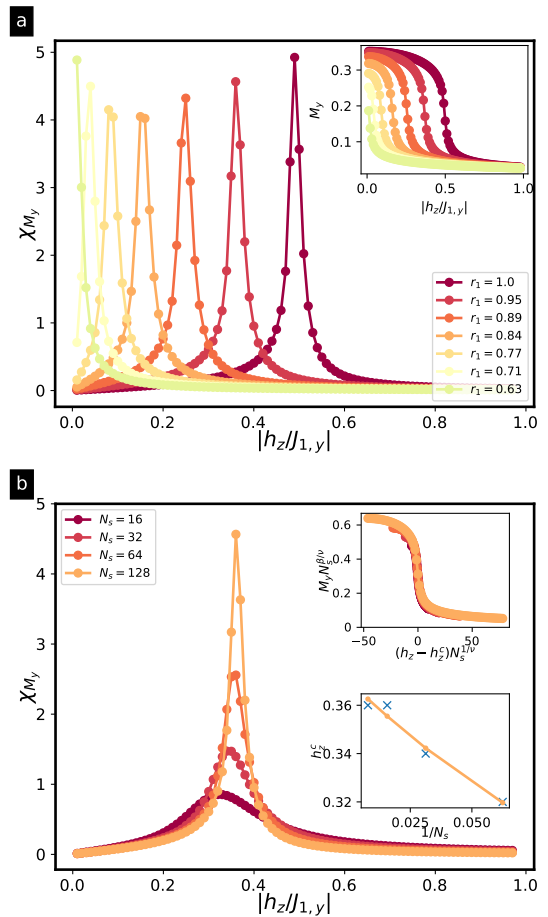 a
5
4
3
2
1
0
χ_{M_y}
0.0 0.2 0.4 0.6 0.8 1.0
|h_z/J_{1,y}|
0.3
0.2
0.1
M_y
0.0 0.5 1.0
|h_z/J_{1,y}|
r_1 = 1.0
r_1 = 0.95
r_1 = 0.89
r_1 = 0.84
r_1 = 0.77
r_1 = 0.71
r_1 = 0.63
b
5
4
3
2
1
0
χ_{M_y}
0.0 0.2 0.4 0.6 0.8 1.0
|h_z/J_{1,y}|
N_s = 16
N_s = 32
N_s = 64
N_s = 128
0.6
0.4
0.2
0.0
M_y N_s^{β/ν}
−50 0 50
(h_z − h_z^c)N_s^{1/ν}
0.36
0.34
0.32
h_z^c
0.025 0.050
1/N_s